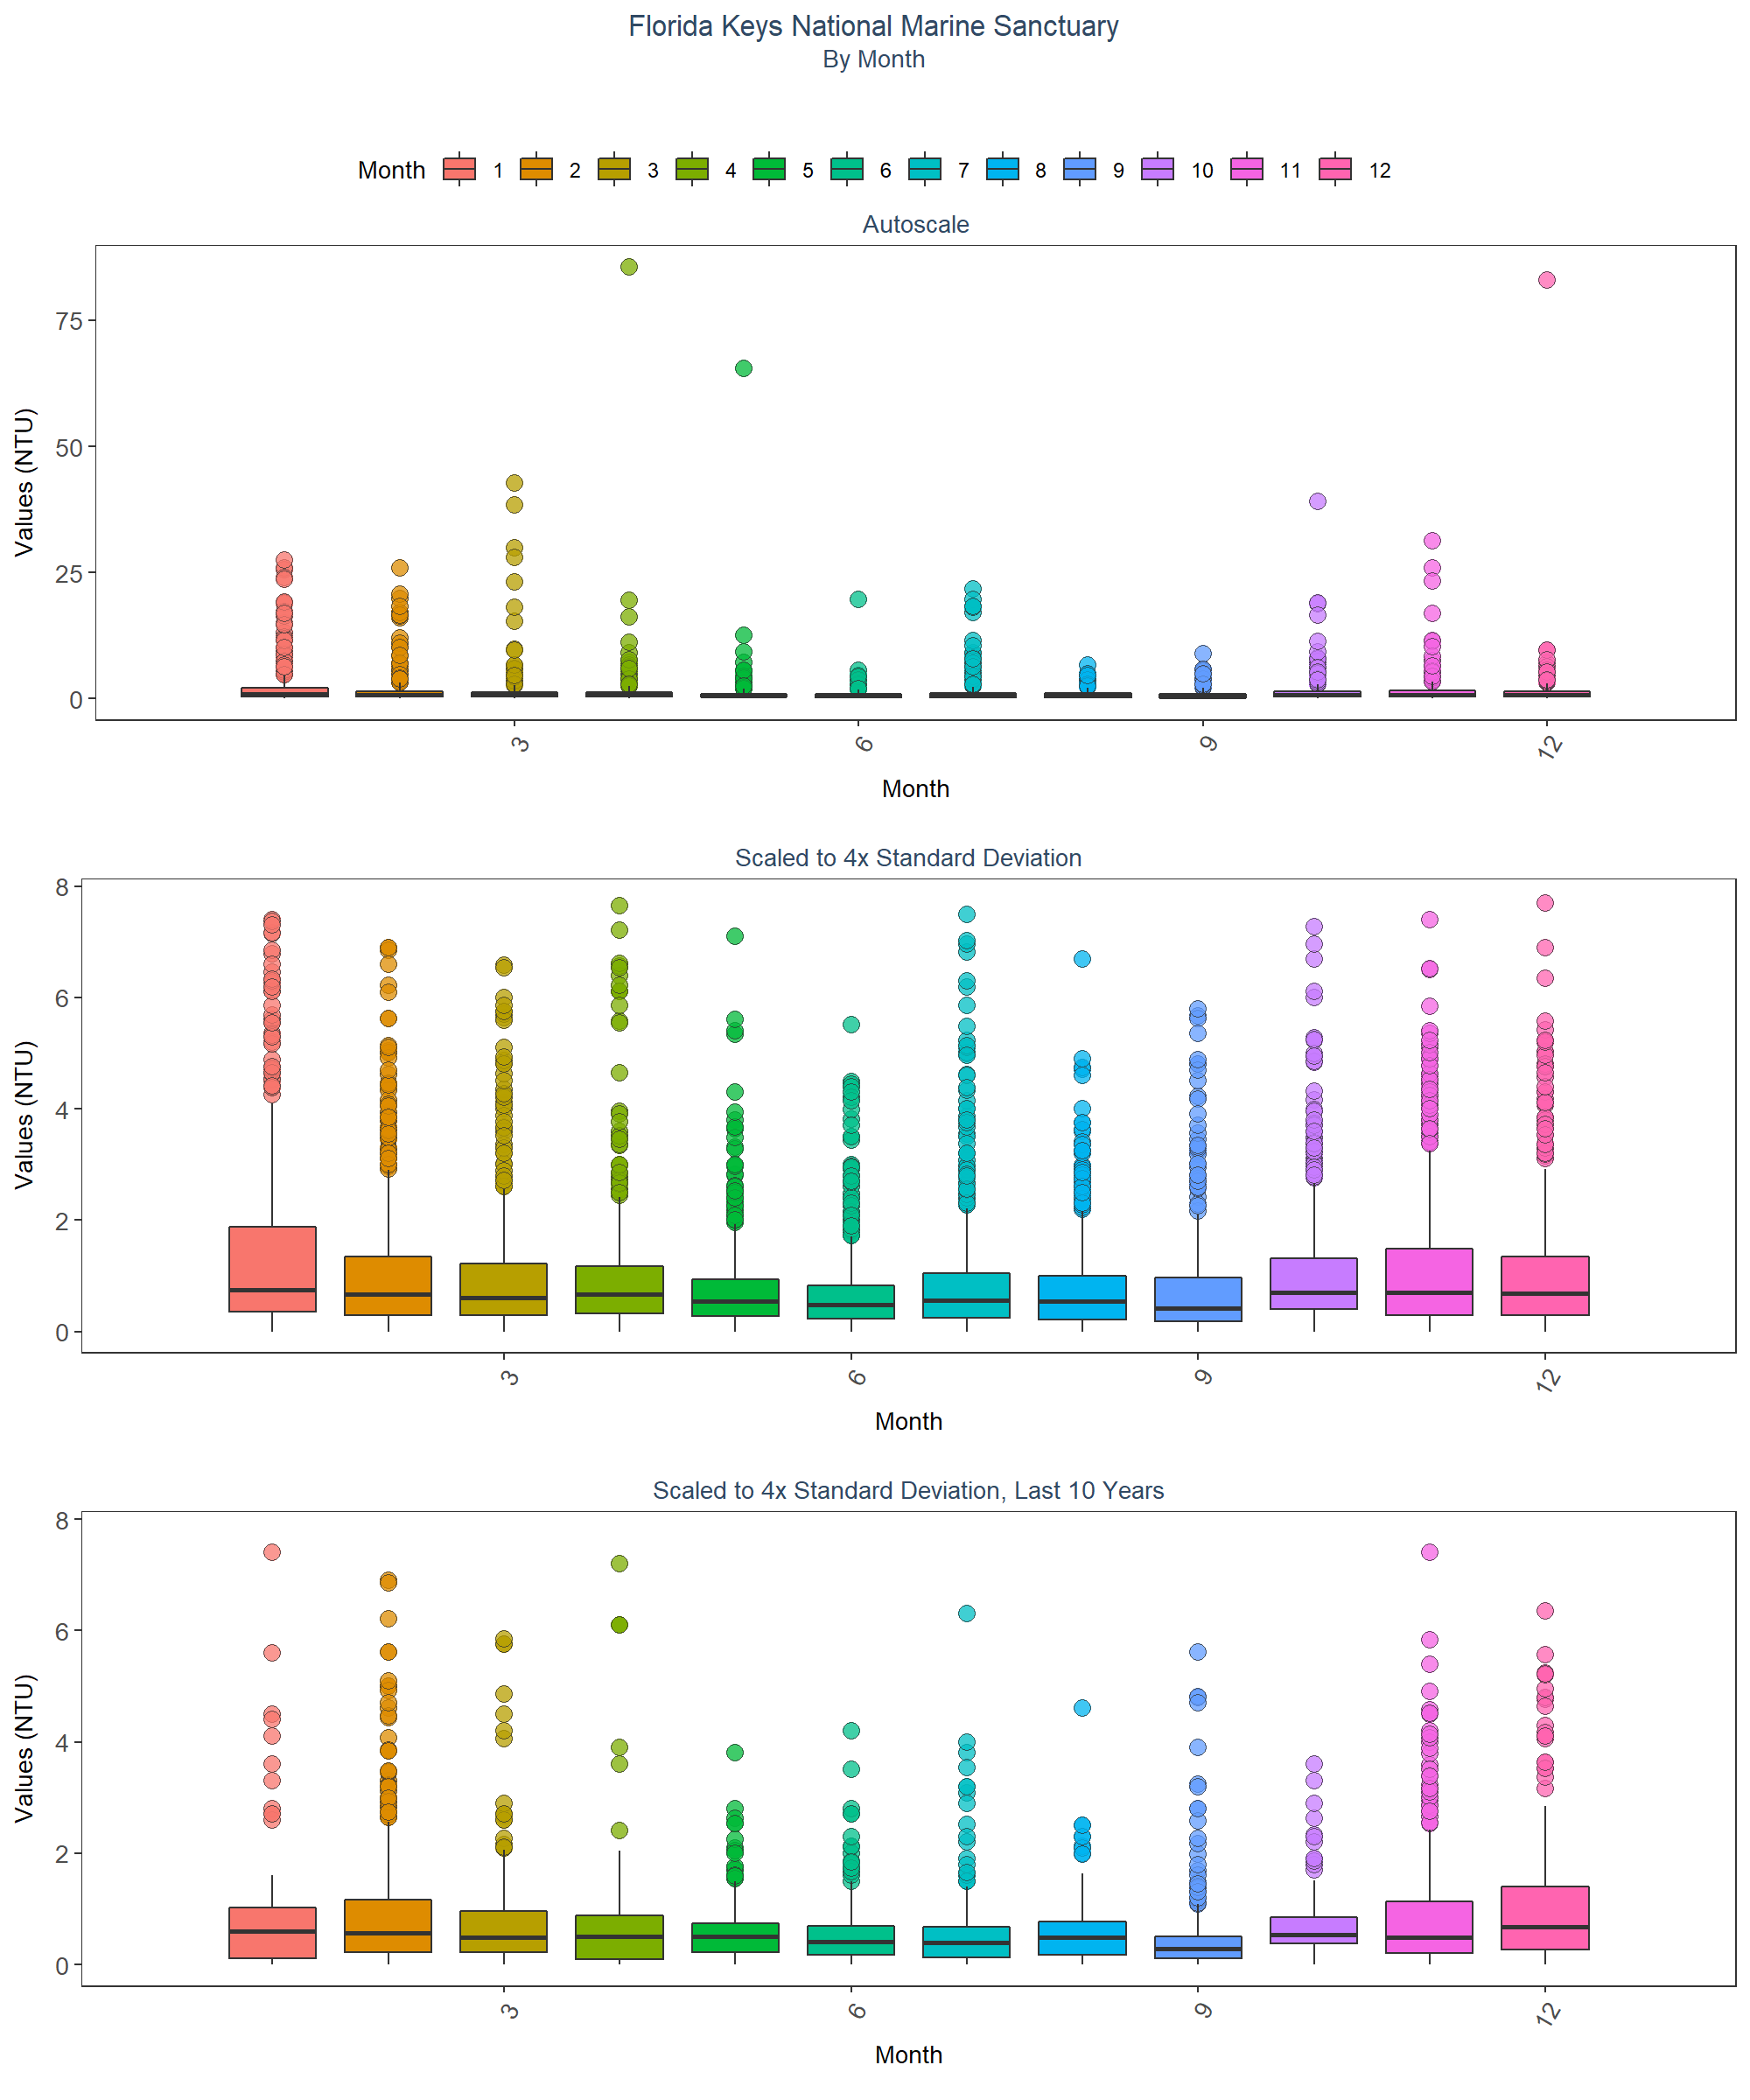 Florida Keys National Marine Sanctuary
By Month
Month 1 2 3 4 5 6 7 8 9 10 11 12
Autoscale
75
50
25
0
Values (NTU)
3 6 9 12
Month
Scaled to 4x Standard Deviation
8
6
4
2
0
Values (NTU)
3 6 9 12
Month
Scaled to 4x Standard Deviation, Last 10 Years
8
6
4
2
0
Values (NTU)
3 6 9 12
Month